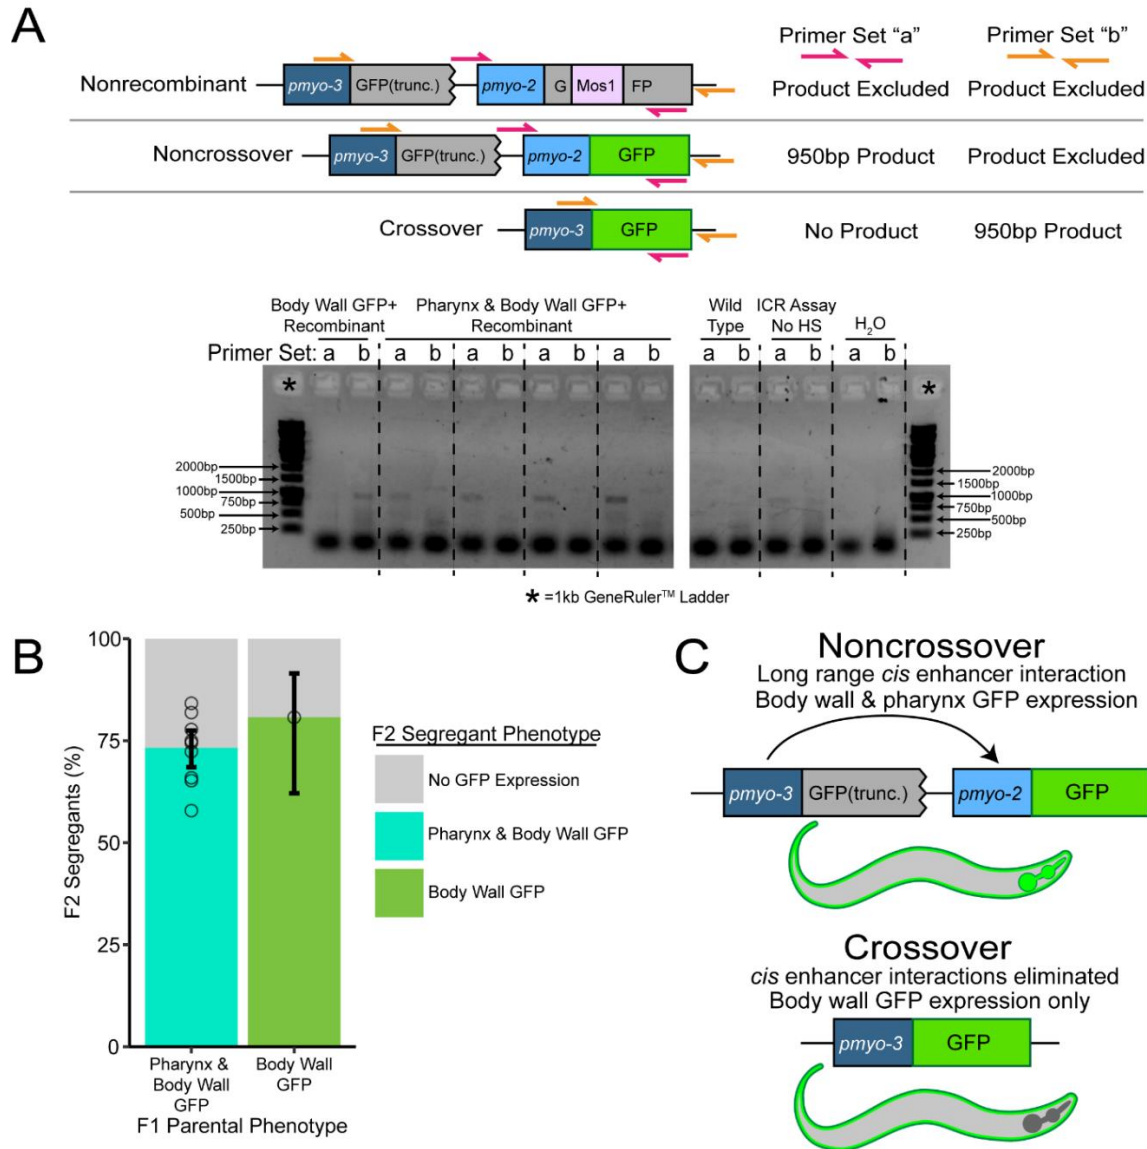 A
Primer Set "a"
Primer Set "b"
Nonrecombinant
pmyo-3
GFP(trunc.)
pmyo-2
G
Mos1
FP
Product Excluded
Product Excluded
Noncrossover
pmyo-3
GFP(trunc.)
pmyo-2
GFP
950bp Product
Product Excluded
Crossover
pmyo-3
GFP
No Product
950bp Product
Body Wall GFP+
Recombinant
Pharynx & Body Wall GFP+
Recombinant
Wild
Type
ICR Assay
No HS
H2O
Primer Set: a b a b a b a b a b a b a b a b
* *
2000bp
1500bp
1000bp
750bp
500bp
250bp
2000bp
1500bp
1000bp
750bp
500bp
250bp
* =1kb GeneRuler™ Ladder
B
100
75
50
25
0
F2 Segregants (%)
Pharynx &
Body Wall
GFP
Body Wall
GFP
F1 Parental Phenotype
F2 Segregant Phenotype
No GFP Expression
Pharynx & Body Wall GFP
Body Wall GFP
C
Noncrossover
Long range cis enhancer interaction
Body wall & pharynx GFP expression
pmyo-3
GFP(trunc.)
pmyo-2
GFP
Crossover
cis enhancer interactions eliminated
Body wall GFP expression only
pmyo-3
GFP